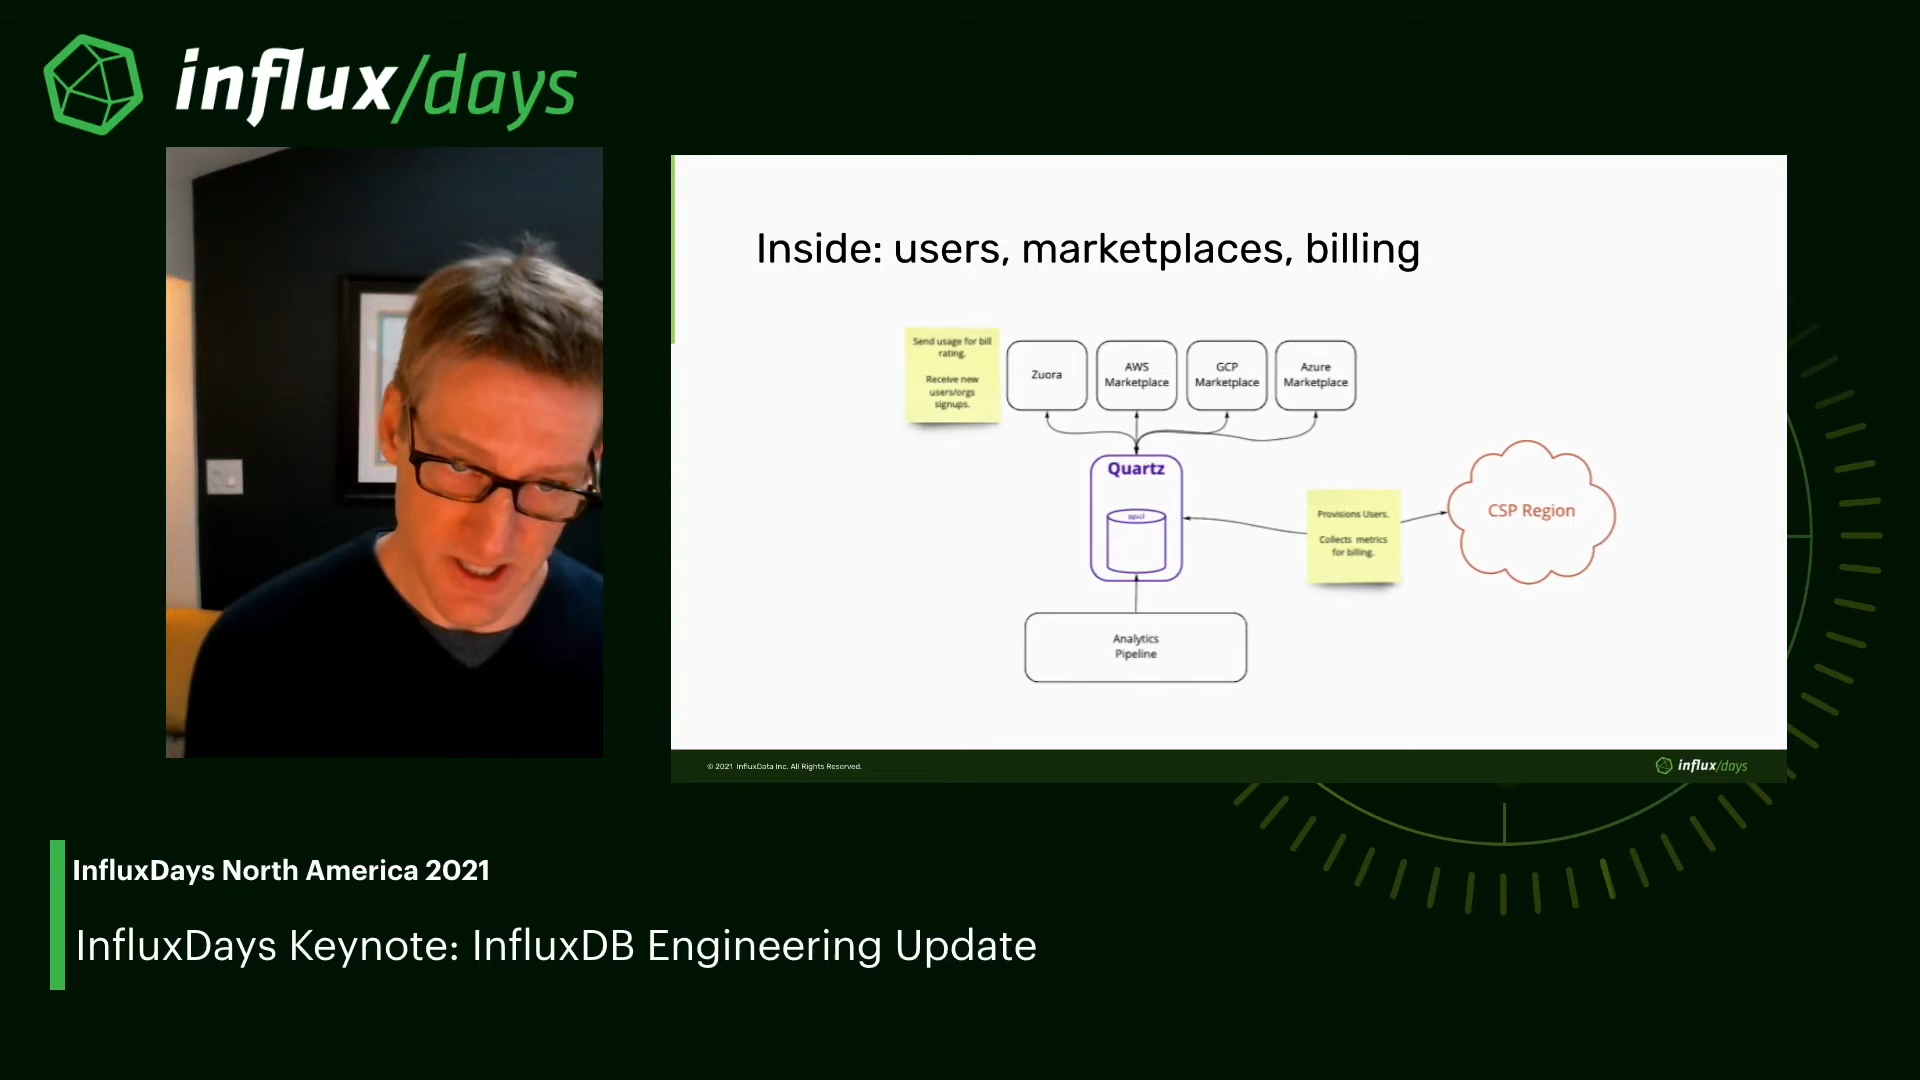 influx/days
Inside: users, marketplaces, billing
Send usage for bill
rating.
Receive new
users/orgs
signups.
Zuora
AWS
Marketplace
GCP
Marketplace
Azure
Marketplace
Quartz
Provisions Users.
Collects metrics
for billing.
CSP Region
Analytics
Pipeline
© 2021 InfluxData Inc. All Rights Reserved.
influx/days
InfluxDays North America 2021
InfluxDays Keynote: InfluxDB Engineering Update